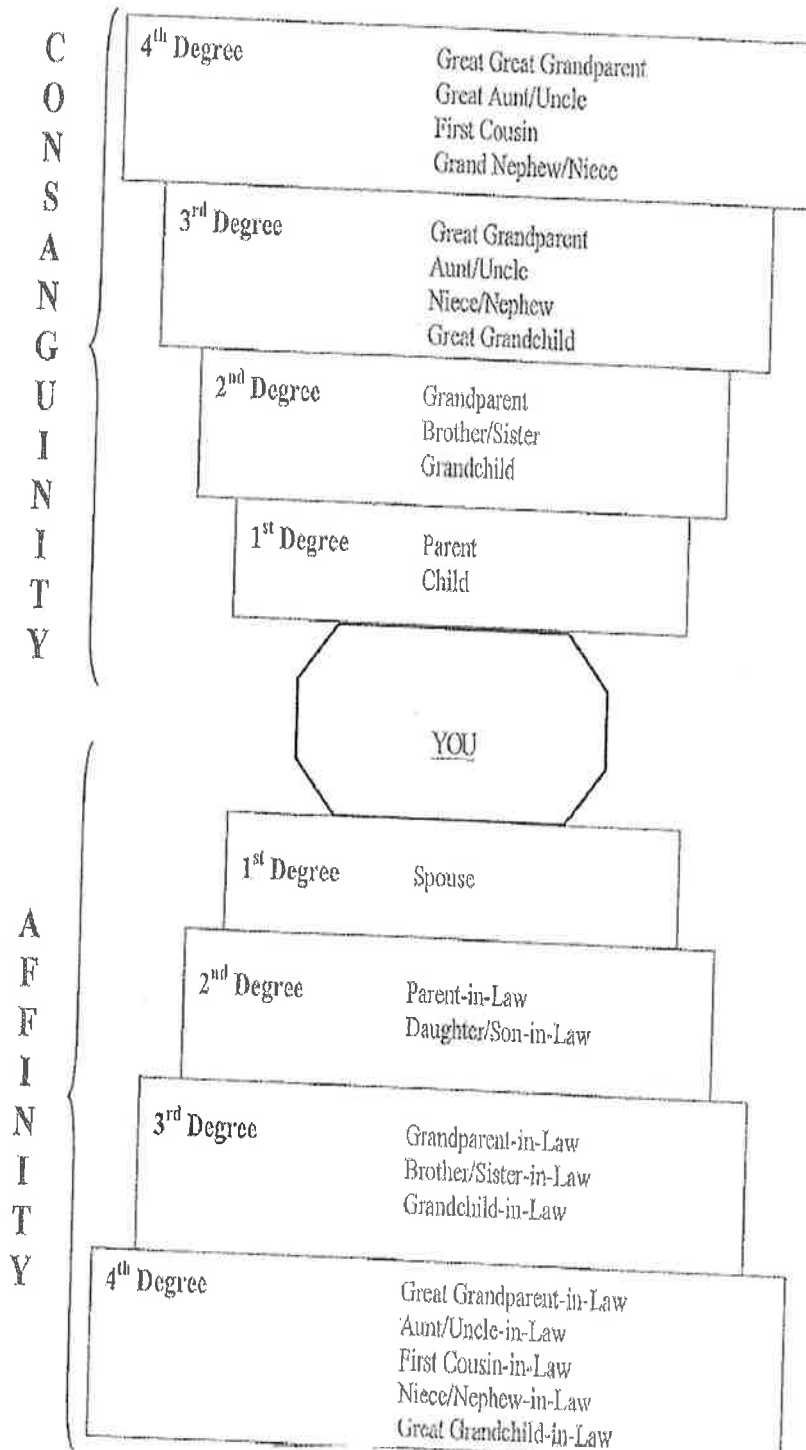 CONSANGUINITY
4th Degree
Great Great Grandparent
Great Aunt/Uncle
First Cousin
Grand Nephew/Niece
3rd Degree
Great Grandparent
Aunt/Uncle
Niece/Nephew
Great Grandchild
2nd Degree
Grandparent
Brother/Sister
Grandchild
1st Degree
Parent
Child
YOU
AFFINITY
1st Degree
Spouse
2nd Degree
Parent-in-Law
Daughter/Son-in-Law
3rd Degree
Grandparent-in-Law
Brother/Sister-in-Law
Grandchild-in-Law
4th Degree
Great Grandparent-in-Law
Aunt/Uncle-in-Law
First Cousin-in-Law
Niece/Nephew-in-Law
Great Grandchild-in-Law